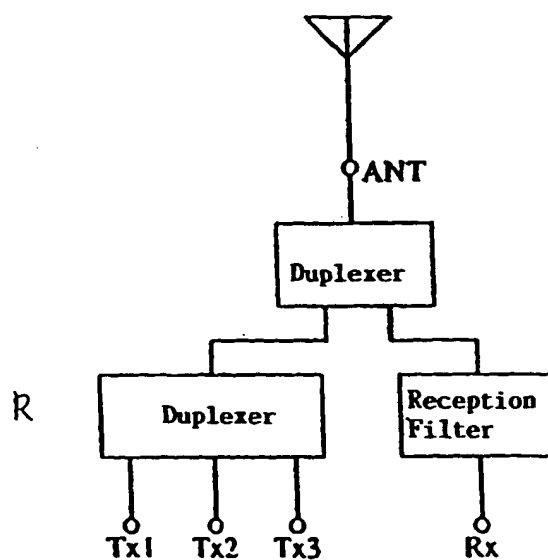 ANT
Duplexer
R
Duplexer
Reception
Filter
Tx1 Tx2 Tx3 Rx